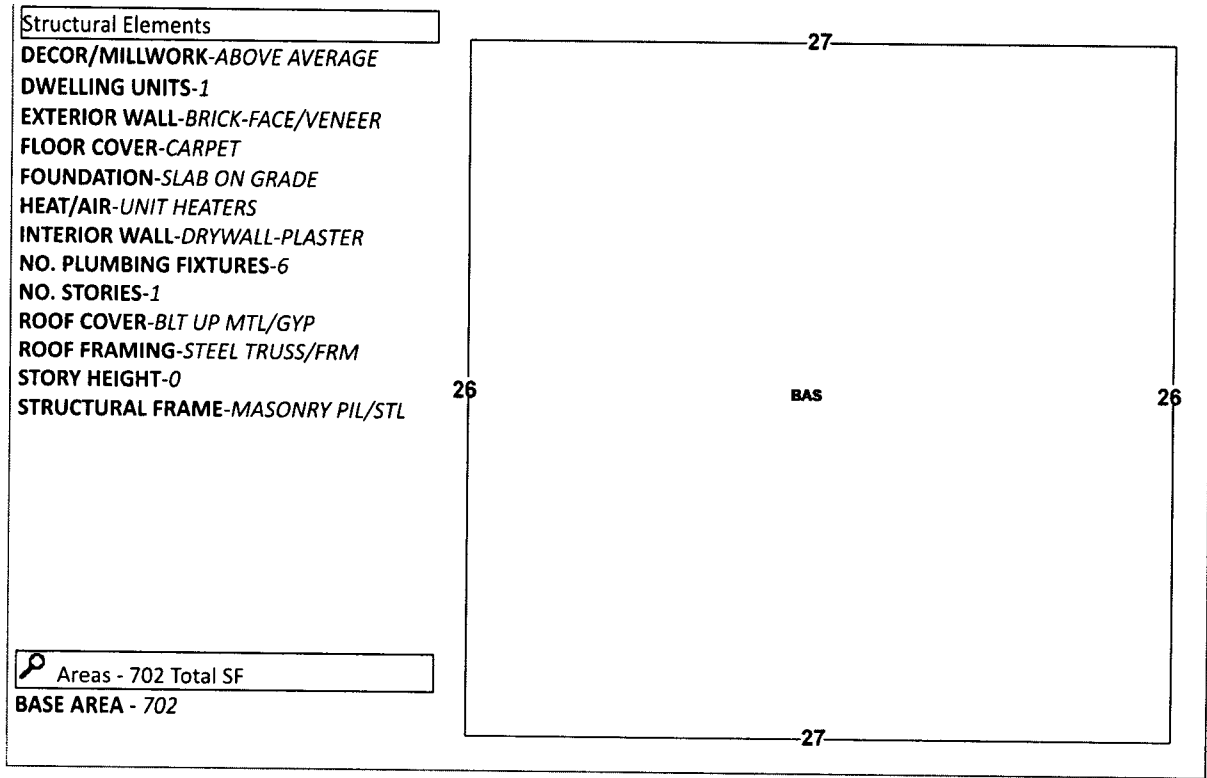 Structural Elements
DECOR/MILLWORK-ABOVE AVERAGE
DWELLING UNITS-1
EXTERIOR WALL-BRICK-FACE/VENEER
FLOOR COVER-CARPET
FOUNDATION-SLAB ON GRADE
HEAT/AIR-UNIT HEATERS
INTERIOR WALL-DRYWALL-PLASTER
NO. PLUMBING FIXTURES-6
NO. STORIES-1
ROOF COVER-BLT UP MTL/GYP
ROOF FRAMING-STEEL TRUSS/FRM
STORY HEIGHT-0
STRUCTURAL FRAME-MASONRY PIL/STL
Areas - 702 Total SF
BASE AREA - 702
27
26
BAS
26
27